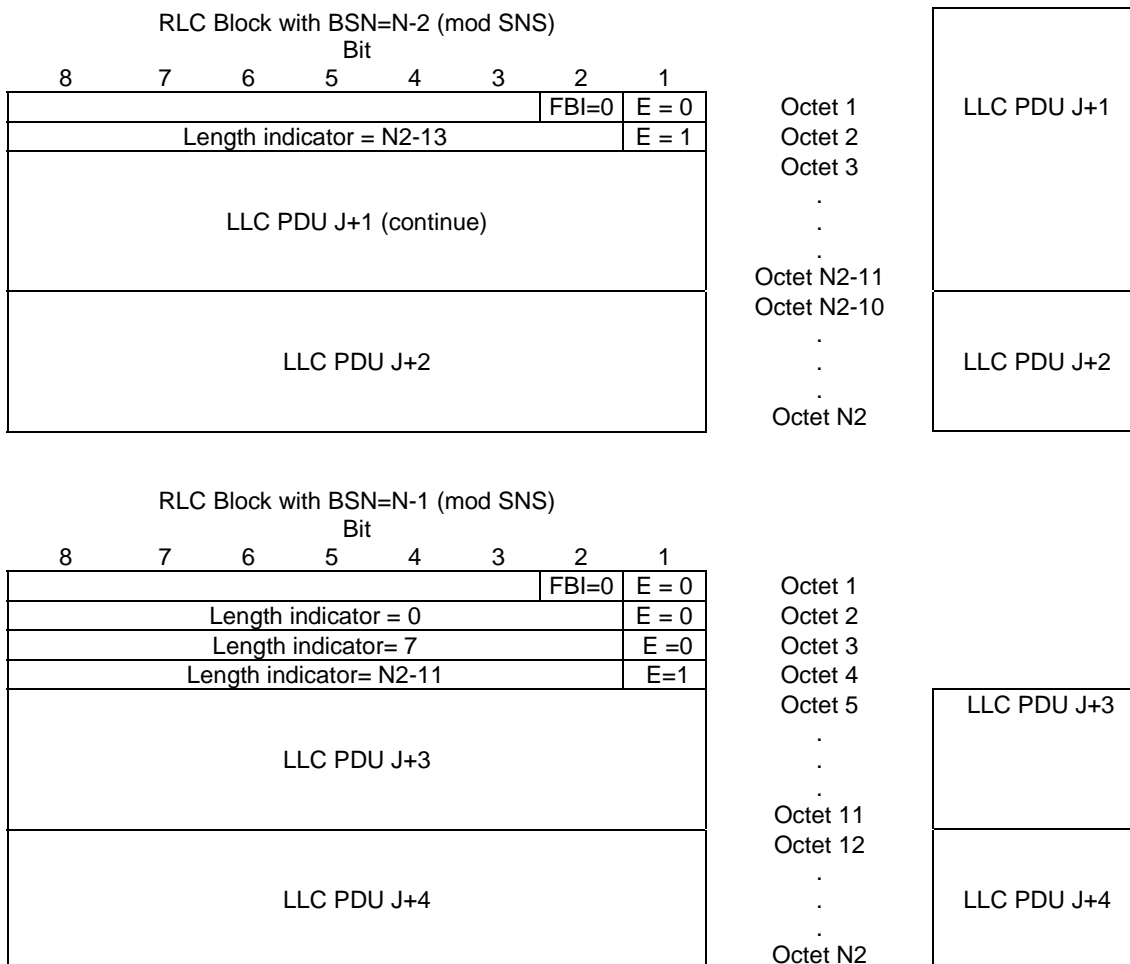 RLC Block with BSN=N-2 (mod SNS)
Bit
8 7 6 5 4 3 2 1
FBI=0 E = 0 Octet 1 LLC PDU J+1
Length indicator = N2-13 E = 1 Octet 2
Octet 3
.
LLC PDU J+1 (continue) .
.
Octet N2-11
Octet N2-10
.
LLC PDU J+2 . LLC PDU J+2
.
Octet N2
RLC Block with BSN=N-1 (mod SNS)
Bit
8 7 6 5 4 3 2 1
FBI=0 E = 0 Octet 1
Length indicator = 0 E = 0 Octet 2
Length indicator= 7 E =0 Octet 3
Length indicator= N2-11 E=1 Octet 4
Octet 5 LLC PDU J+3
.
LLC PDU J+3 .
.
Octet 11
Octet 12
.
LLC PDU J+4 . LLC PDU J+4
.
Octet N2